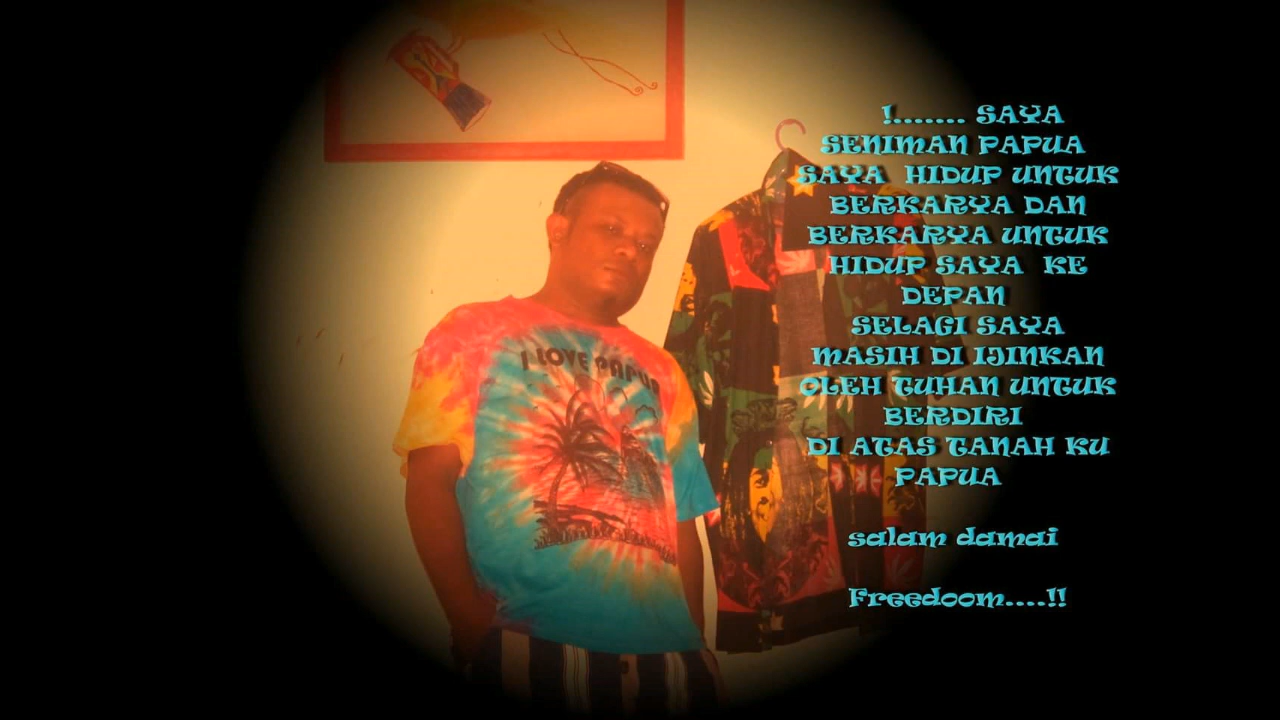 !....... SAYA
SENIMAN PAPUA
SAYA HIDUP UNTUK
BERKARYA DAN
BERKARYA UNTUK
HIDUP SAYA KE
DEPAN
SELAGI SAYA
MASIH DI IJINKAN
OLEH TUHAN UNTUK
BERDIRI
DI ATAS TANAH KU
PAPUA
salam damai
Freedoom....!!
I LOVE PAPUA